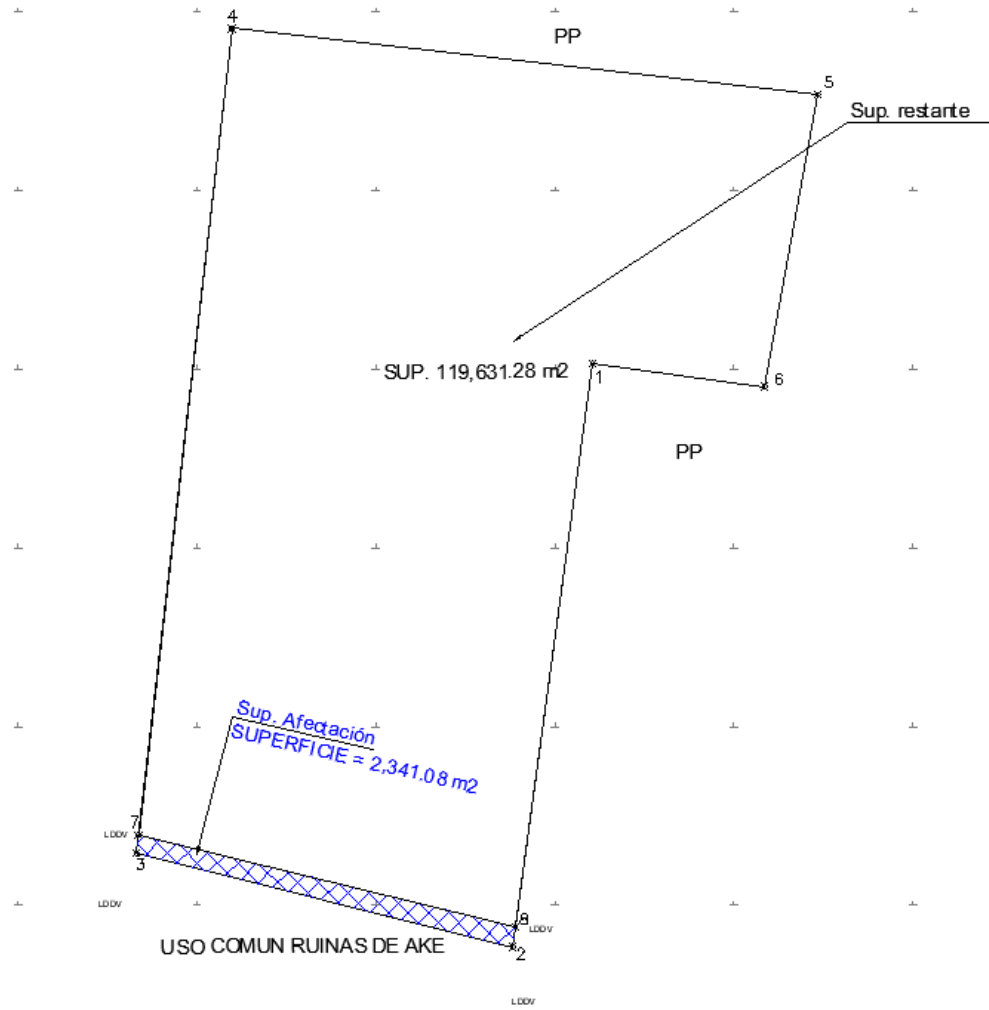 4
PP
5
Sup. restante
SUP. 119,631.28 m2
1
6
PP
Sup. Afectación
SUPERFICIE = 2,341.08 m2
7
LDDV
3
LDDV
8
LDDV
USO COMUN RUINAS DE AKE
2
LDDV